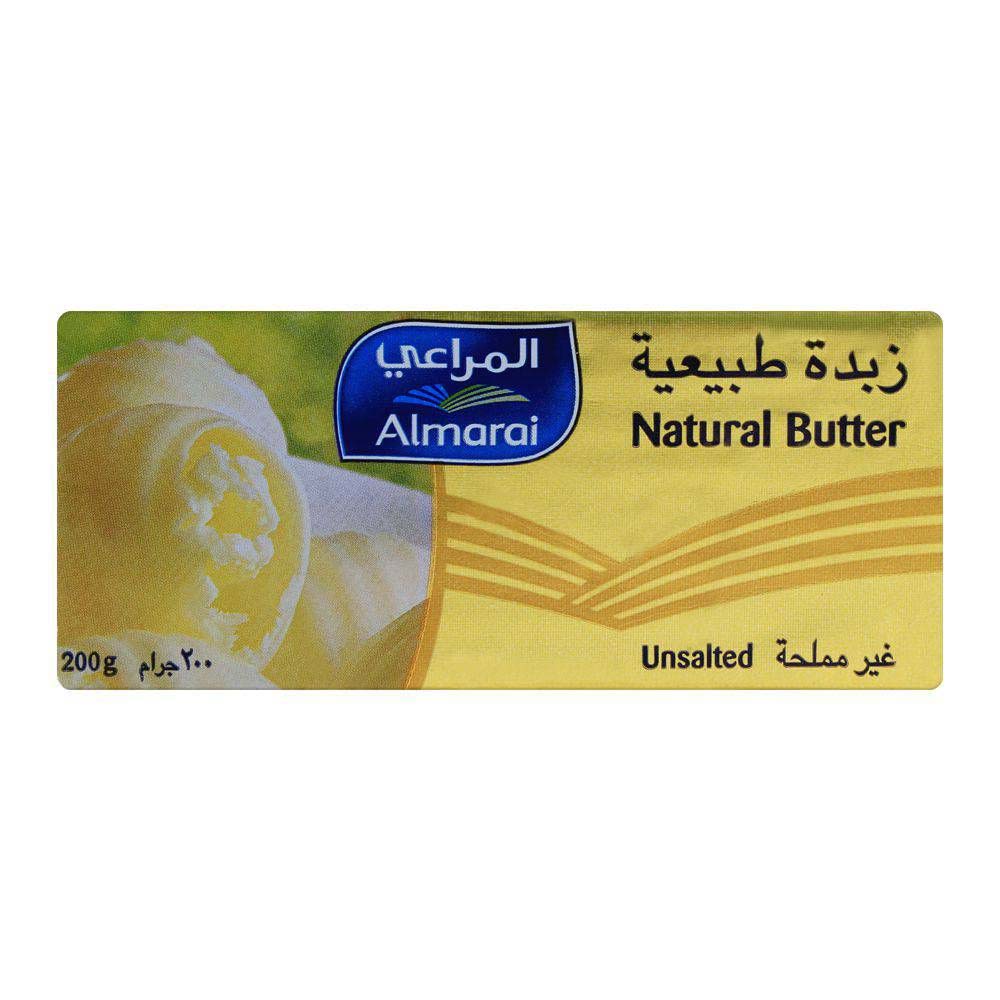 المراعي
Almarai
زبدة طبيعية
Natural Butter
200g ٢٠٠جرام
Unsalted غير مملحة